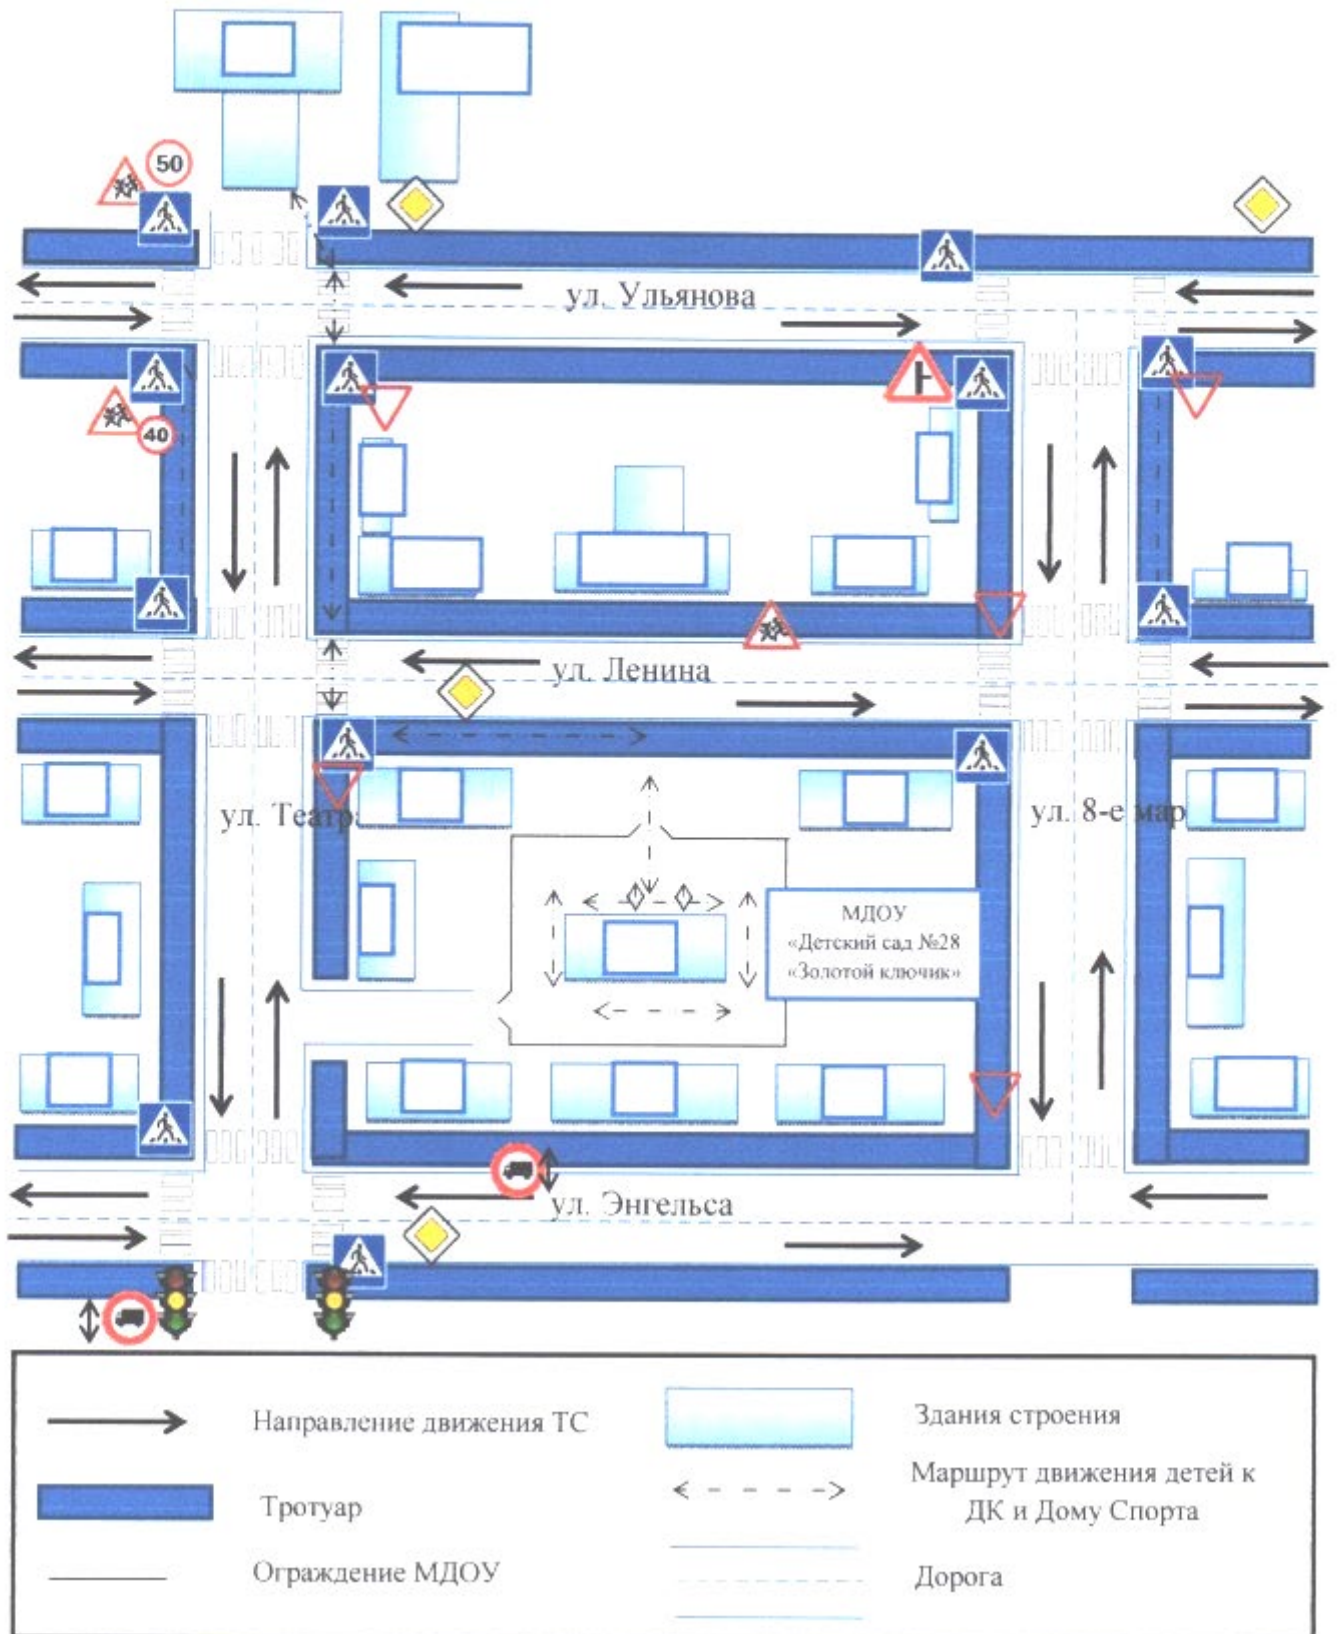 50
ул. Ульянова
40
ул. Ленина
ул. Театра
ул. 8-е мар
МДОУ
«Детский сад №28
«Золотой ключик»
ул. Энгельса
Направление движения ТС
Здания строения
Тротуар
Маршрут движения детей к
ДК и Дому Спорта
Ограждение МДОУ
Дорога